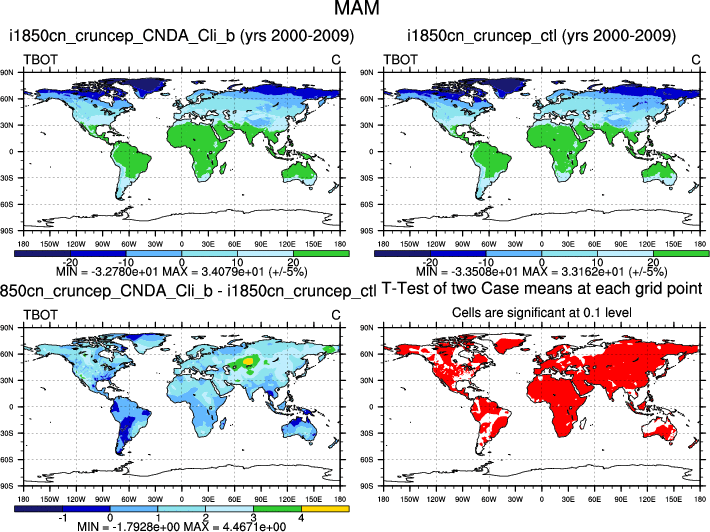 MAM
i1850cn_cruncep_CNDA_Cli_b (yrs 2000-2009)
TBOT C
90N
60N
30N
0
30S
60S
90S
180 150W 120W 90W 60W 30W 0 30E 60E 90E 120E 150E 180
-20 -10 0 10 20
MIN = -3.2780e+01 MAX = 3.4079e+01 (+/-5%)
i1850cn_cruncep_ctl (yrs 2000-2009)
TBOT C
90N
60N
30N
0
30S
60S
90S
180 150W 120W 90W 60W 30W 0 30E 60E 90E 120E 150E 180
-20 -10 0 10 20
MIN = -3.3508e+01 MAX = 3.3162e+01 (+/-5%)
850cn_cruncep_CNDA_Cli_b - i1850cn_cruncep_ctl
TBOT C
90N
60N
30N
0
30S
60S
90S
180 150W 120W 90W 60W 30W 0 30E 60E 90E 120E 150E 180
-1 0 1 2 3 4
MIN = -1.7928e+00 MAX = 4.4671e+00
T-Test of two Case means at each grid point
Cells are significant at 0.1 level
90N
60N
30N
0
30S
60S
90S
180 150W 120W 90W 60W 30W 0 30E 60E 90E 120E 150E 180